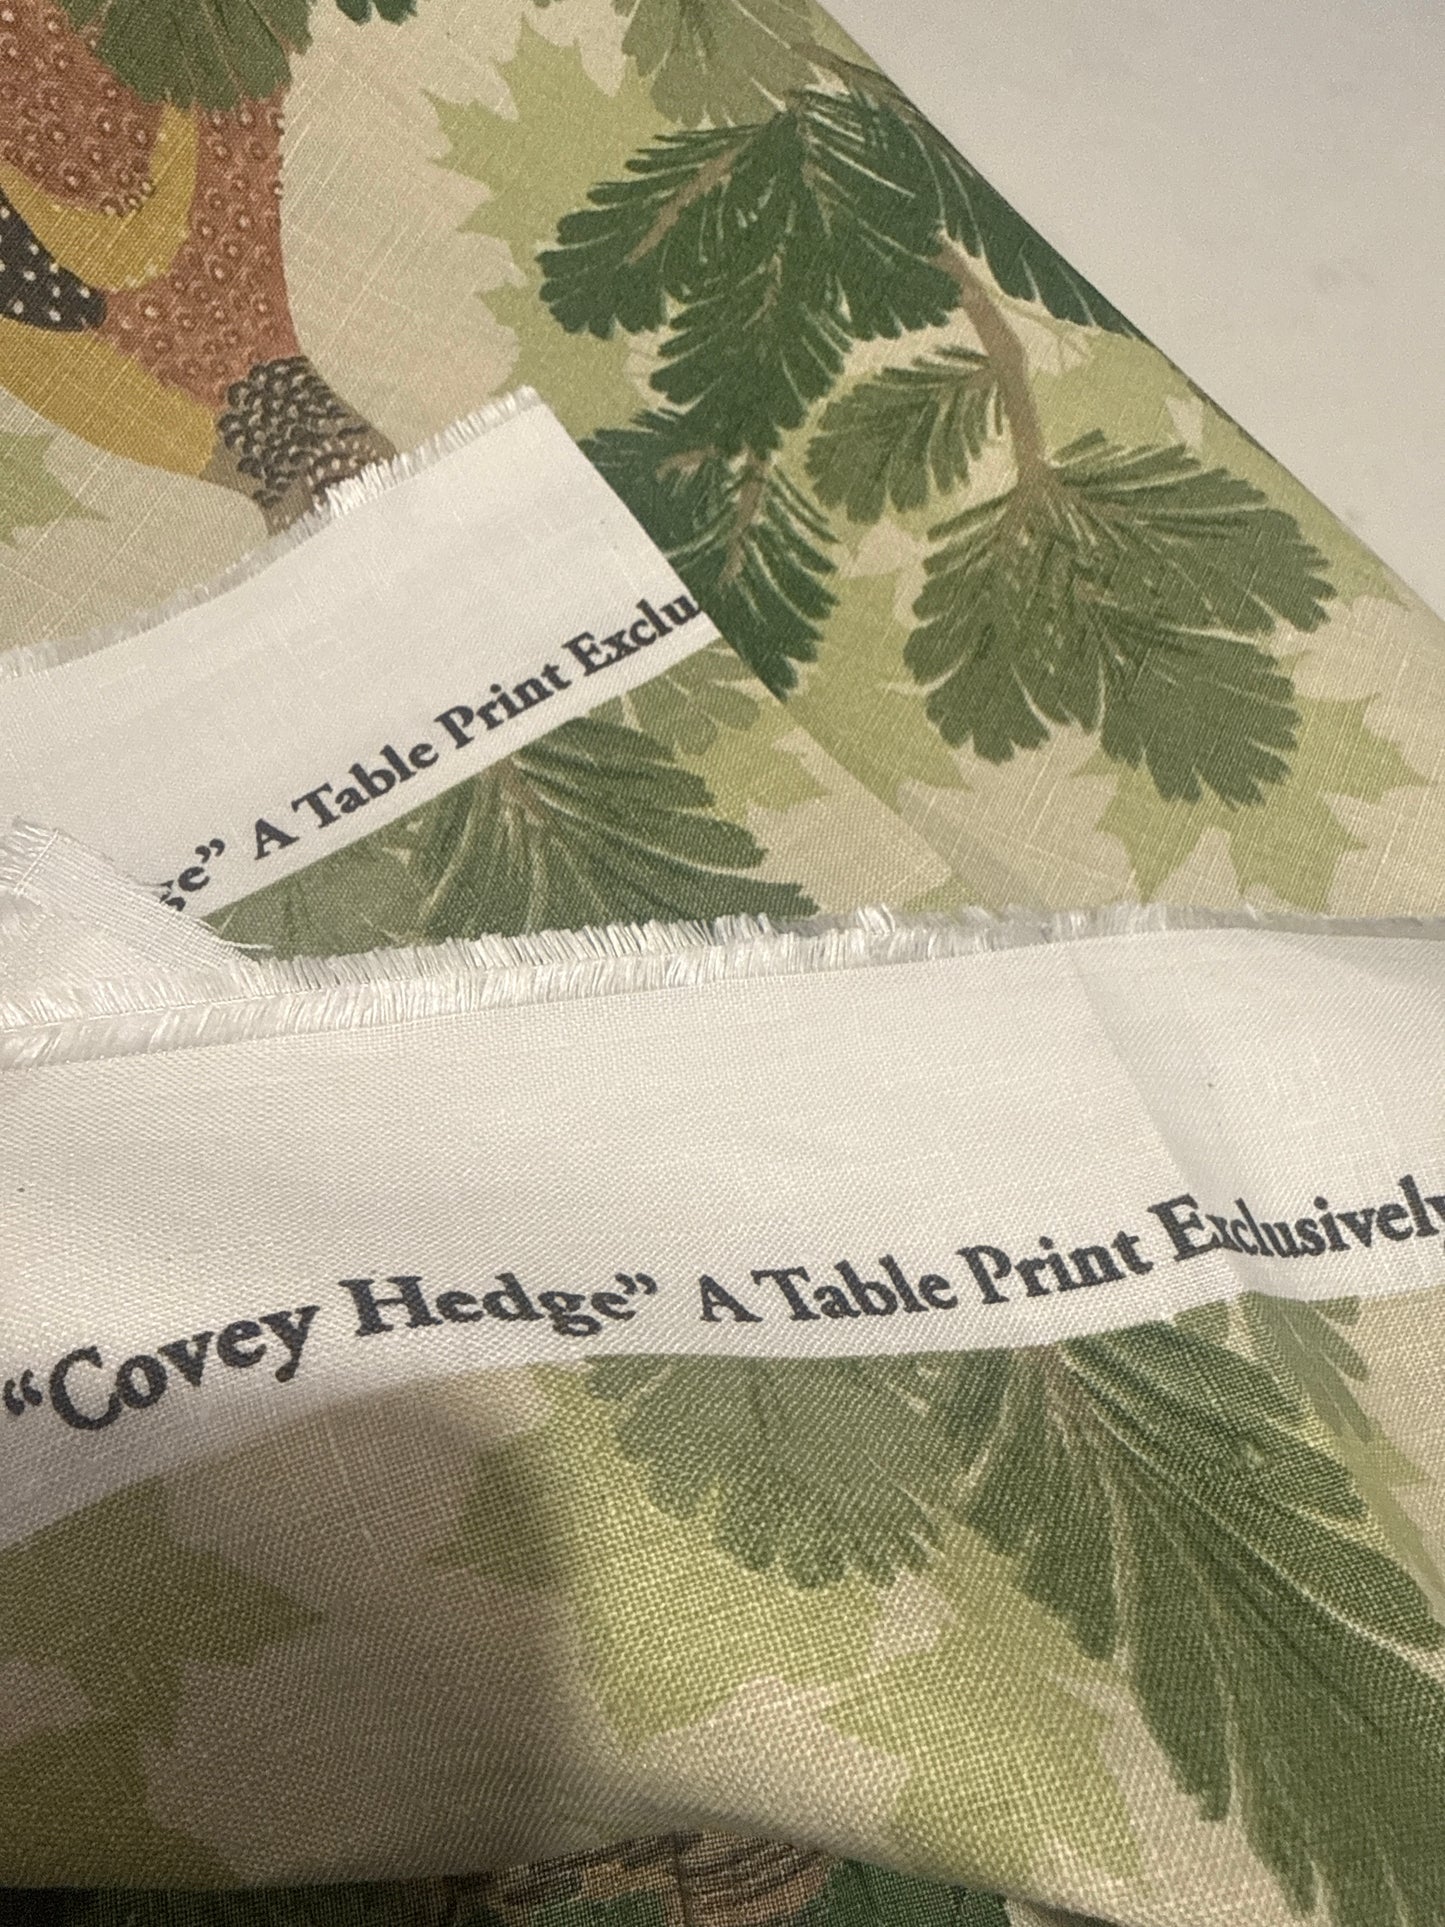 ge” A Table Print Exclu
“Covey Hedge” A Table Print Exclusively